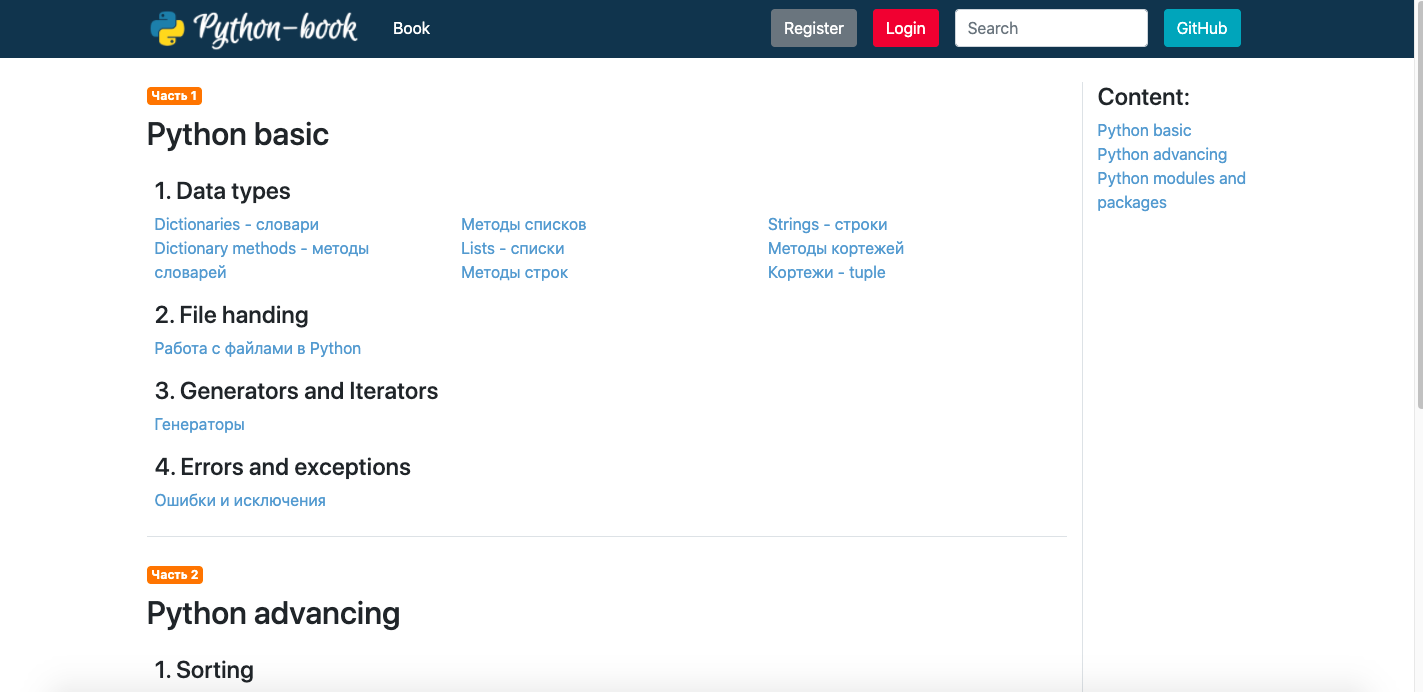 Python-book
Book
Register
Login
Search
GitHub
Часть 1
Python basic
1. Data types
Dictionaries - словари
Dictionary methods - методы
словарей
Методы списков
Lists - списки
Методы строк
Strings - строки
Методы кортежей
Кортежи - tuple
2. File handing
Работа с файлами в Python
3. Generators and Iterators
Генераторы
4. Errors and exceptions
Ошибки и исключения
Часть 2
Python advancing
1. Sorting
Content:
Python basic
Python advancing
Python modules and
packages